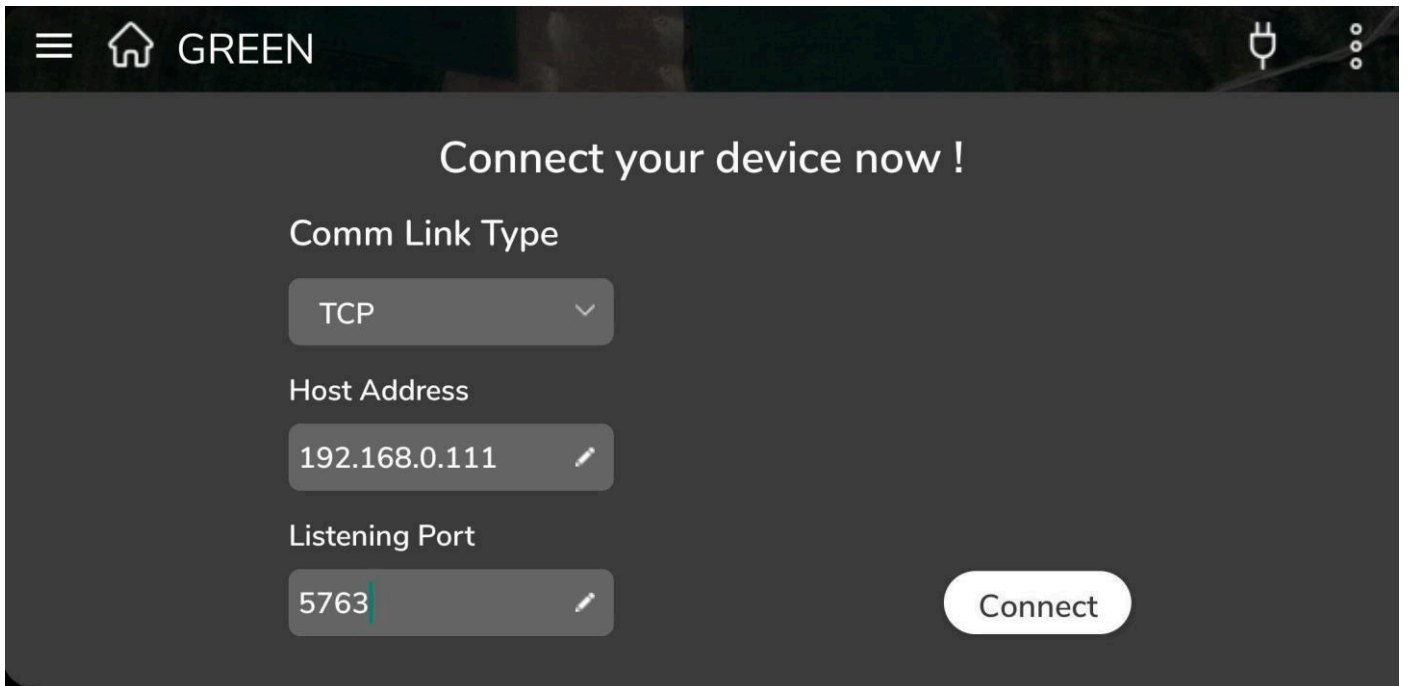 GREEN
Connect your device now !
Comm Link Type
TCP
Host Address
192.168.0.111
Listening Port
5763
Connect